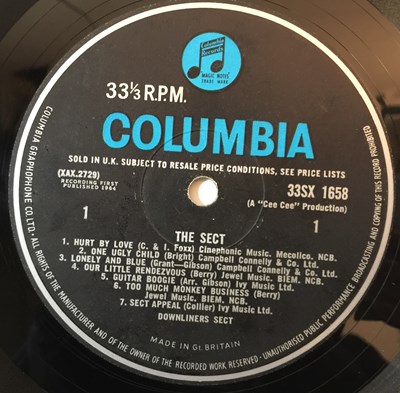 Columbia
Records
MAGIC NOTES
TRADE MARK
33⅓ R.P.M.
COLUMBIA
SOLD IN U.K. SUBJECT TO RESALE PRICE CONDITIONS, SEE PRICE LISTS
(XAX.2729)
RECORDING FIRST
PUBLISHED 1964
33SX 1658
(A "Cee Cee" Production)
1
1
THE SECT
1. HURT BY LOVE (C. & I. Foxx) Cinephonic Music. Mecolico. NCB.
2. ONE UGLY CHILD (Bright) Campbell Connelly & Co. Ltd.
3. LONELY AND BLUE (Grant—Gibson) Campbell Connelly & Co. Ltd.
4. OUR LITTLE RENDEZVOUS (Berry) Jewel Music. BIEM. NCB.
5. GUITAR BOOGIE (Arr. Gibson) Ivy Music Ltd.
6. TOO MUCH MONKEY BUSINESS (Berry)
Jewel Music. BIEM. NCB.
7. SECT APPEAL (Collier) Ivy Music Ltd.
DOWNLINERS SECT
MADE IN Gt. BRITAIN
COLUMBIA GRAPHOPHONE CO. LTD. · ALL RIGHTS OF THE MANUFACTURER AND OF THE OWNER OF THE RECORDED WORK RESERVED · UNAUTHORISED PUBLIC PERFORMANCE BROADCASTING AND COPYING OF THIS RECORD PROHIBITED